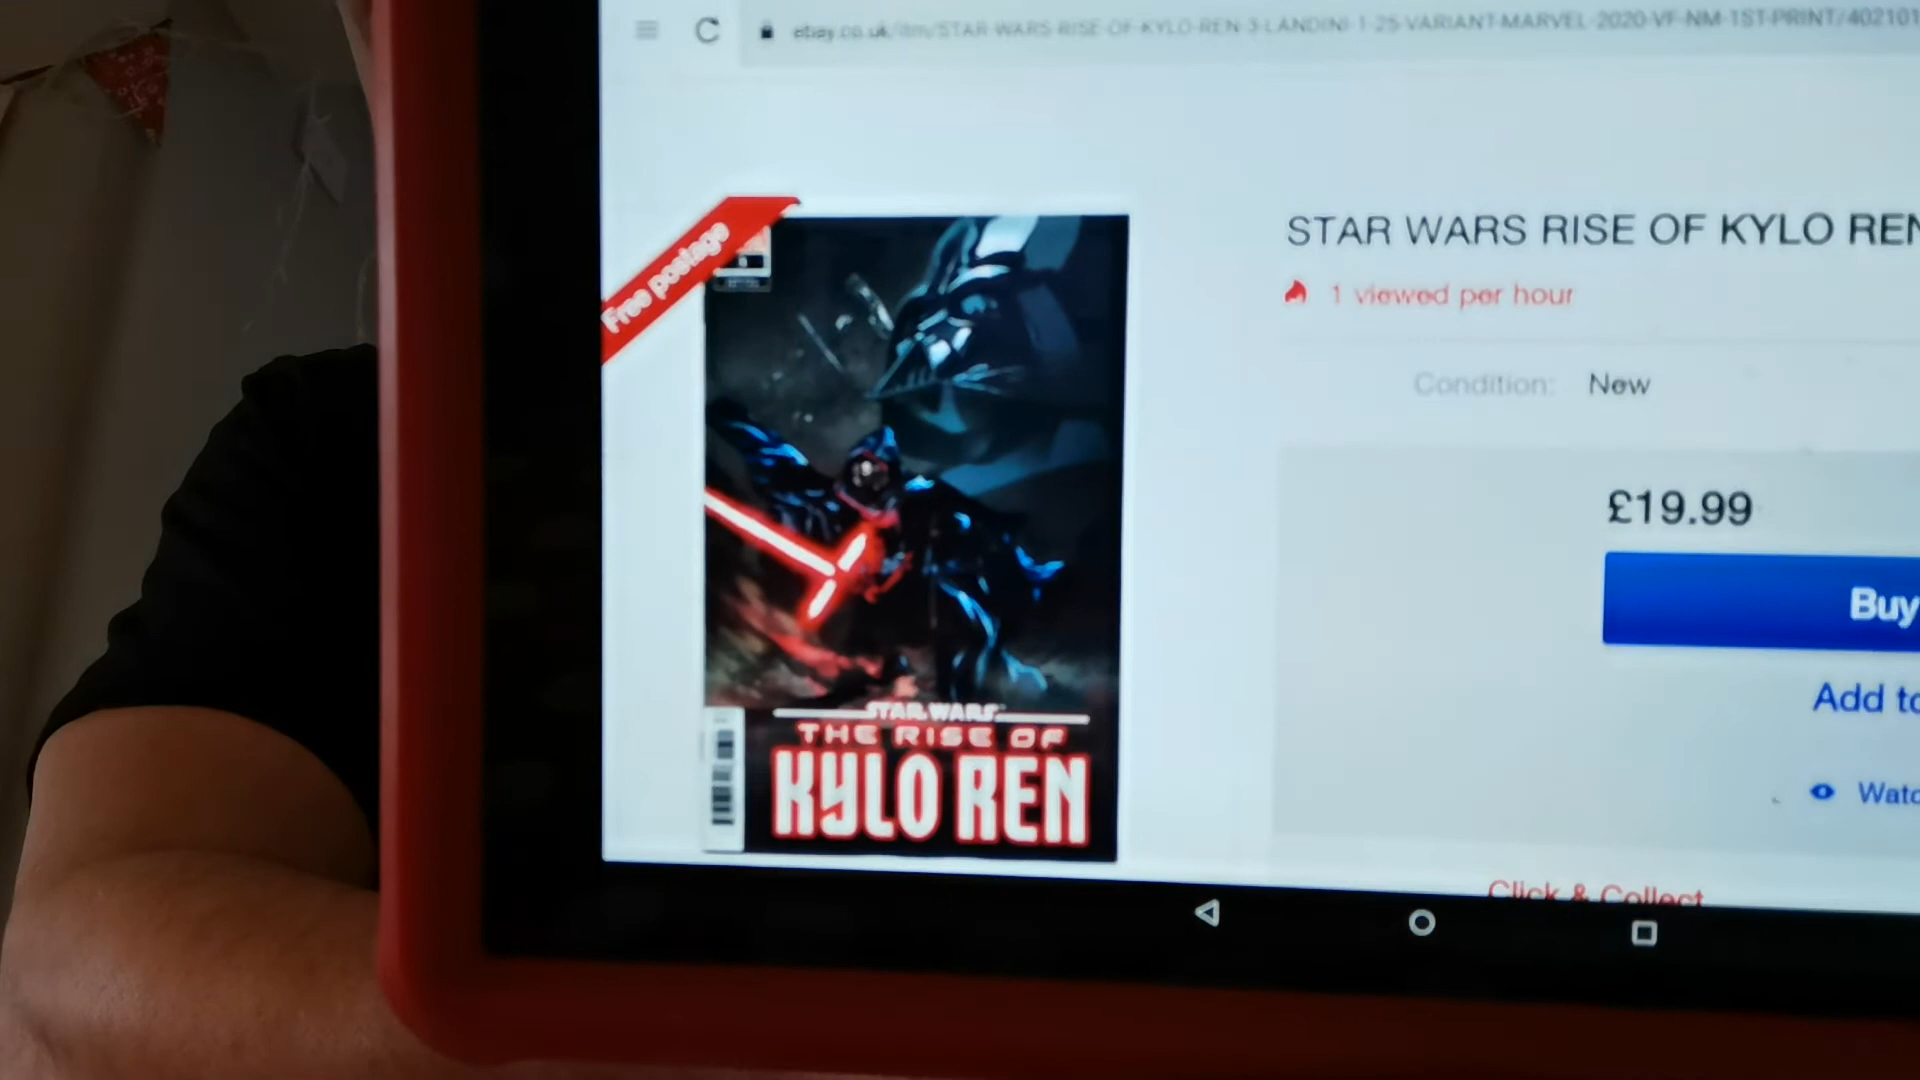 ebay.co.uk/itm/STAR-WARS-RISE-OF-KYLO-REN-3-LANDINI-1-25-VARIANT-MARVEL-2020-VF-NM-1ST-PRINT/402101
Free postage
STAR WARS
THE RISE OF
KYLO REN
STAR WARS RISE OF KYLO REN
1 viewed per hour
Condition: New
£19.99
Buy
Add to
Watc
Click & Collect